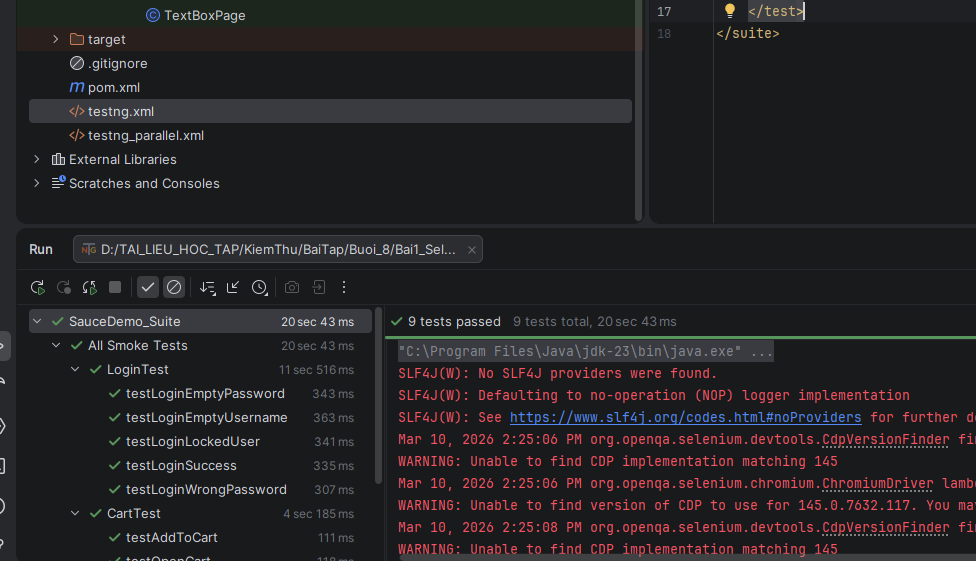 TextBoxPage
target
.gitignore
pom.xml
testng.xml
testng_parallel.xml
External Libraries
Scratches and Consoles
17 </test>
18 </suite>
Run D:/TAI_LIEU_HOC_TAP/KiemThu/BaiTap/Buoi_8/Bai1_Sel...
SauceDemo_Suite 20 sec 43 ms
All Smoke Tests 20 sec 43 ms
LoginTest 11 sec 516 ms
testLoginEmptyPassword 343 ms
testLoginEmptyUsername 363 ms
testLoginLockedUser 341 ms
testLoginSuccess 335 ms
testLoginWrongPassword 307 ms
CartTest 4 sec 185 ms
testAddToCart 111 ms
testOpenCart 118 ms
9 tests passed 9 tests total, 20 sec 43 ms
"C:\Program Files\Java\jdk-23\bin\java.exe" ...
SLF4J(W): No SLF4J providers were found.
SLF4J(W): Defaulting to no-operation (NOP) logger implementation
SLF4J(W): See https://www.slf4j.org/codes.html#noProviders for further de
Mar 10, 2026 2:25:06 PM org.openqa.selenium.devtools.CdpVersionFinder fin
WARNING: Unable to find CDP implementation matching 145
Mar 10, 2026 2:25:06 PM org.openqa.selenium.chromium.ChromiumDriver lamb
WARNING: Unable to find version of CDP to use for 145.0.7632.117. You ma
Mar 10, 2026 2:25:08 PM org.openqa.selenium.devtools.CdpVersionFinder fin
WARNING: Unable to find CDP implementation matching 145